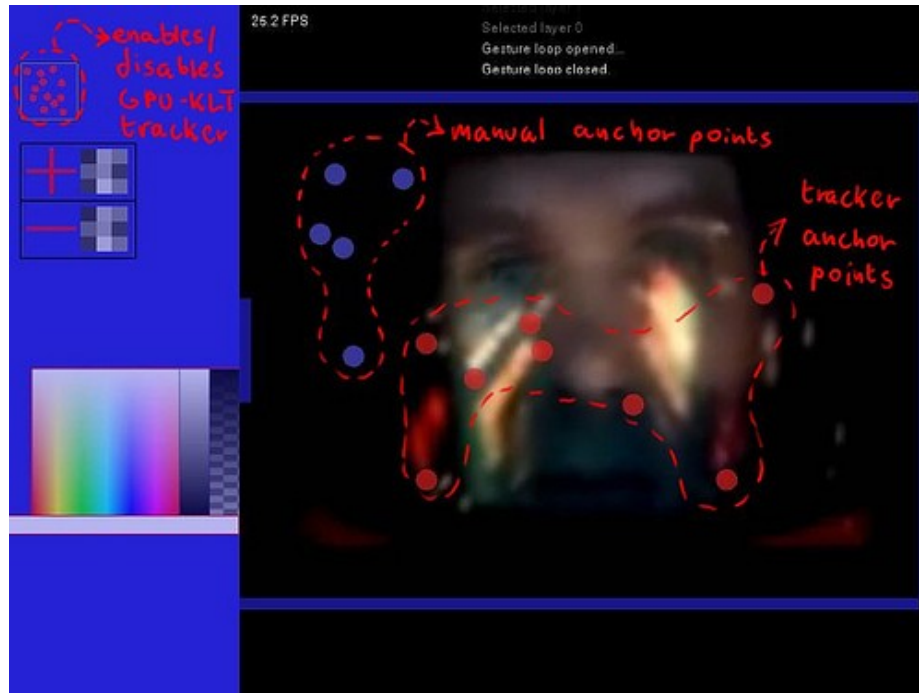 enables/
disables
GPU-KLT
tracker
25.2 FPS
Selected layer 0
Gesture loop opened...
Gesture loop closed.
manual anchor points
tracker
anchor
points